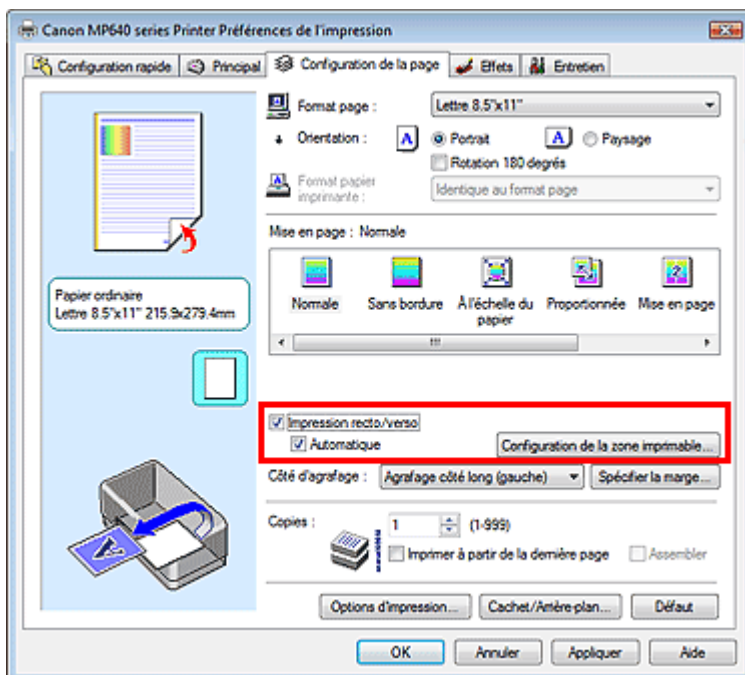 Canon MP640 series Printer Préférences de l'impression
Configuration rapide Principal Configuration de la page Effets Entretien
Format page : Lettre 8.5"x11"
Orientation : A Portrait A Paysage
Rotation 180 degrés
Format papier imprimante : Identique au format page
Mise en page : Normale
Normale Sans bordure À l'échelle du papier Proportionnée Mise en page
Papier ordinaire
Lettre 8.5"x11" 215.9x279.4mm
Impression recto/verso
Automatique Configuration de la zone imprimable...
Côté d'agrafage : Agrafage côté long (gauche) Spécifier la marge...
Copies : 1 (1-999)
Imprimer à partir de la dernière page Assembler
Options d'impression... Cachet/Arrière-plan... Défaut
OK Annuler Appliquer Aide